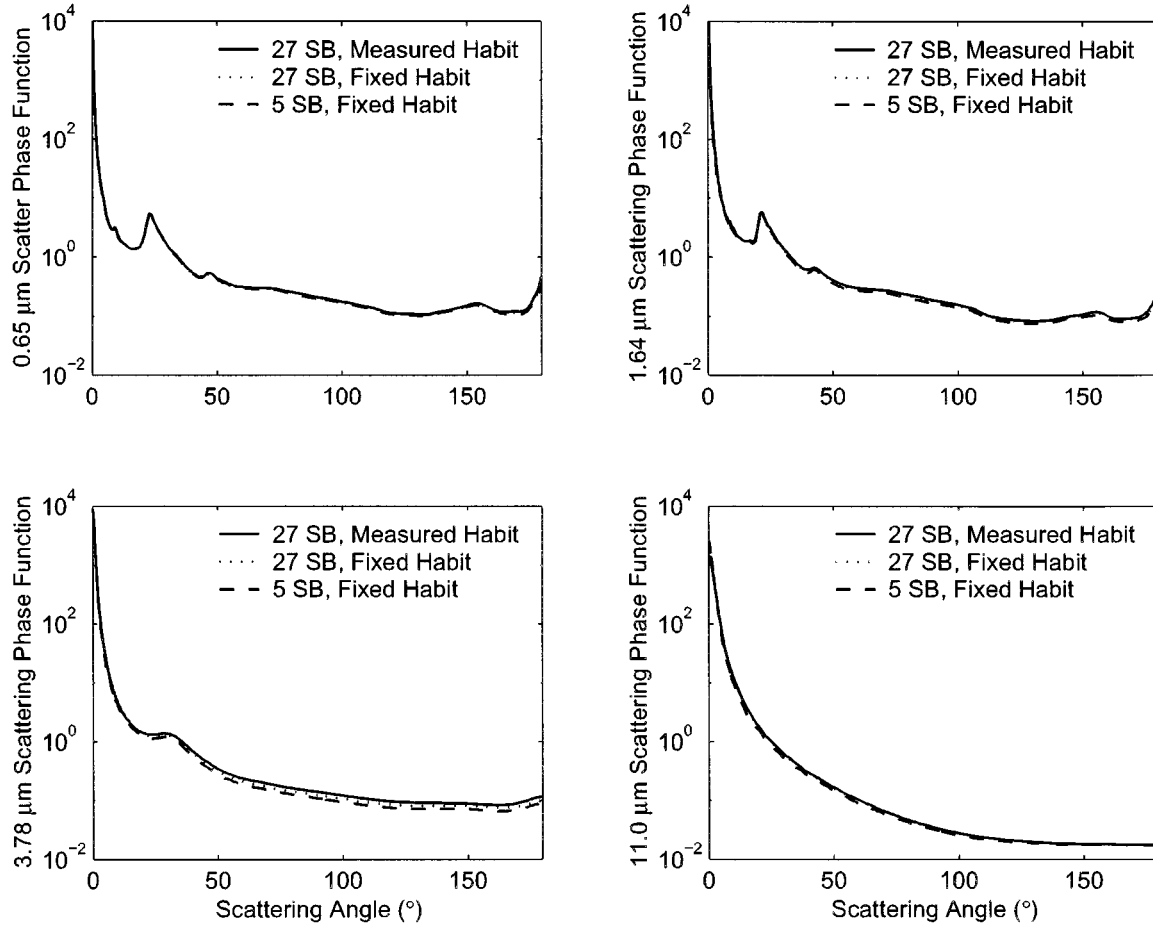 0.65 μm Scatter Phase Function
10^4
10^2
10^0
10^-2
27 SB, Measured Habit
27 SB, Fixed Habit
5 SB, Fixed Habit
0 50 100 150
1.64 μm Scattering Phase Function
10^4
10^2
10^0
10^-2
27 SB, Measured Habit
27 SB, Fixed Habit
5 SB, Fixed Habit
0 50 100 150
3.78 μm Scattering Phase Function
10^4
10^2
10^0
10^-2
27 SB, Measured Habit
27 SB, Fixed Habit
5 SB, Fixed Habit
0 50 100 150
Scattering Angle (°)
11.0 μm Scattering Phase Function
10^4
10^2
10^0
10^-2
27 SB, Measured Habit
27 SB, Fixed Habit
5 SB, Fixed Habit
0 50 100 150
Scattering Angle (°)